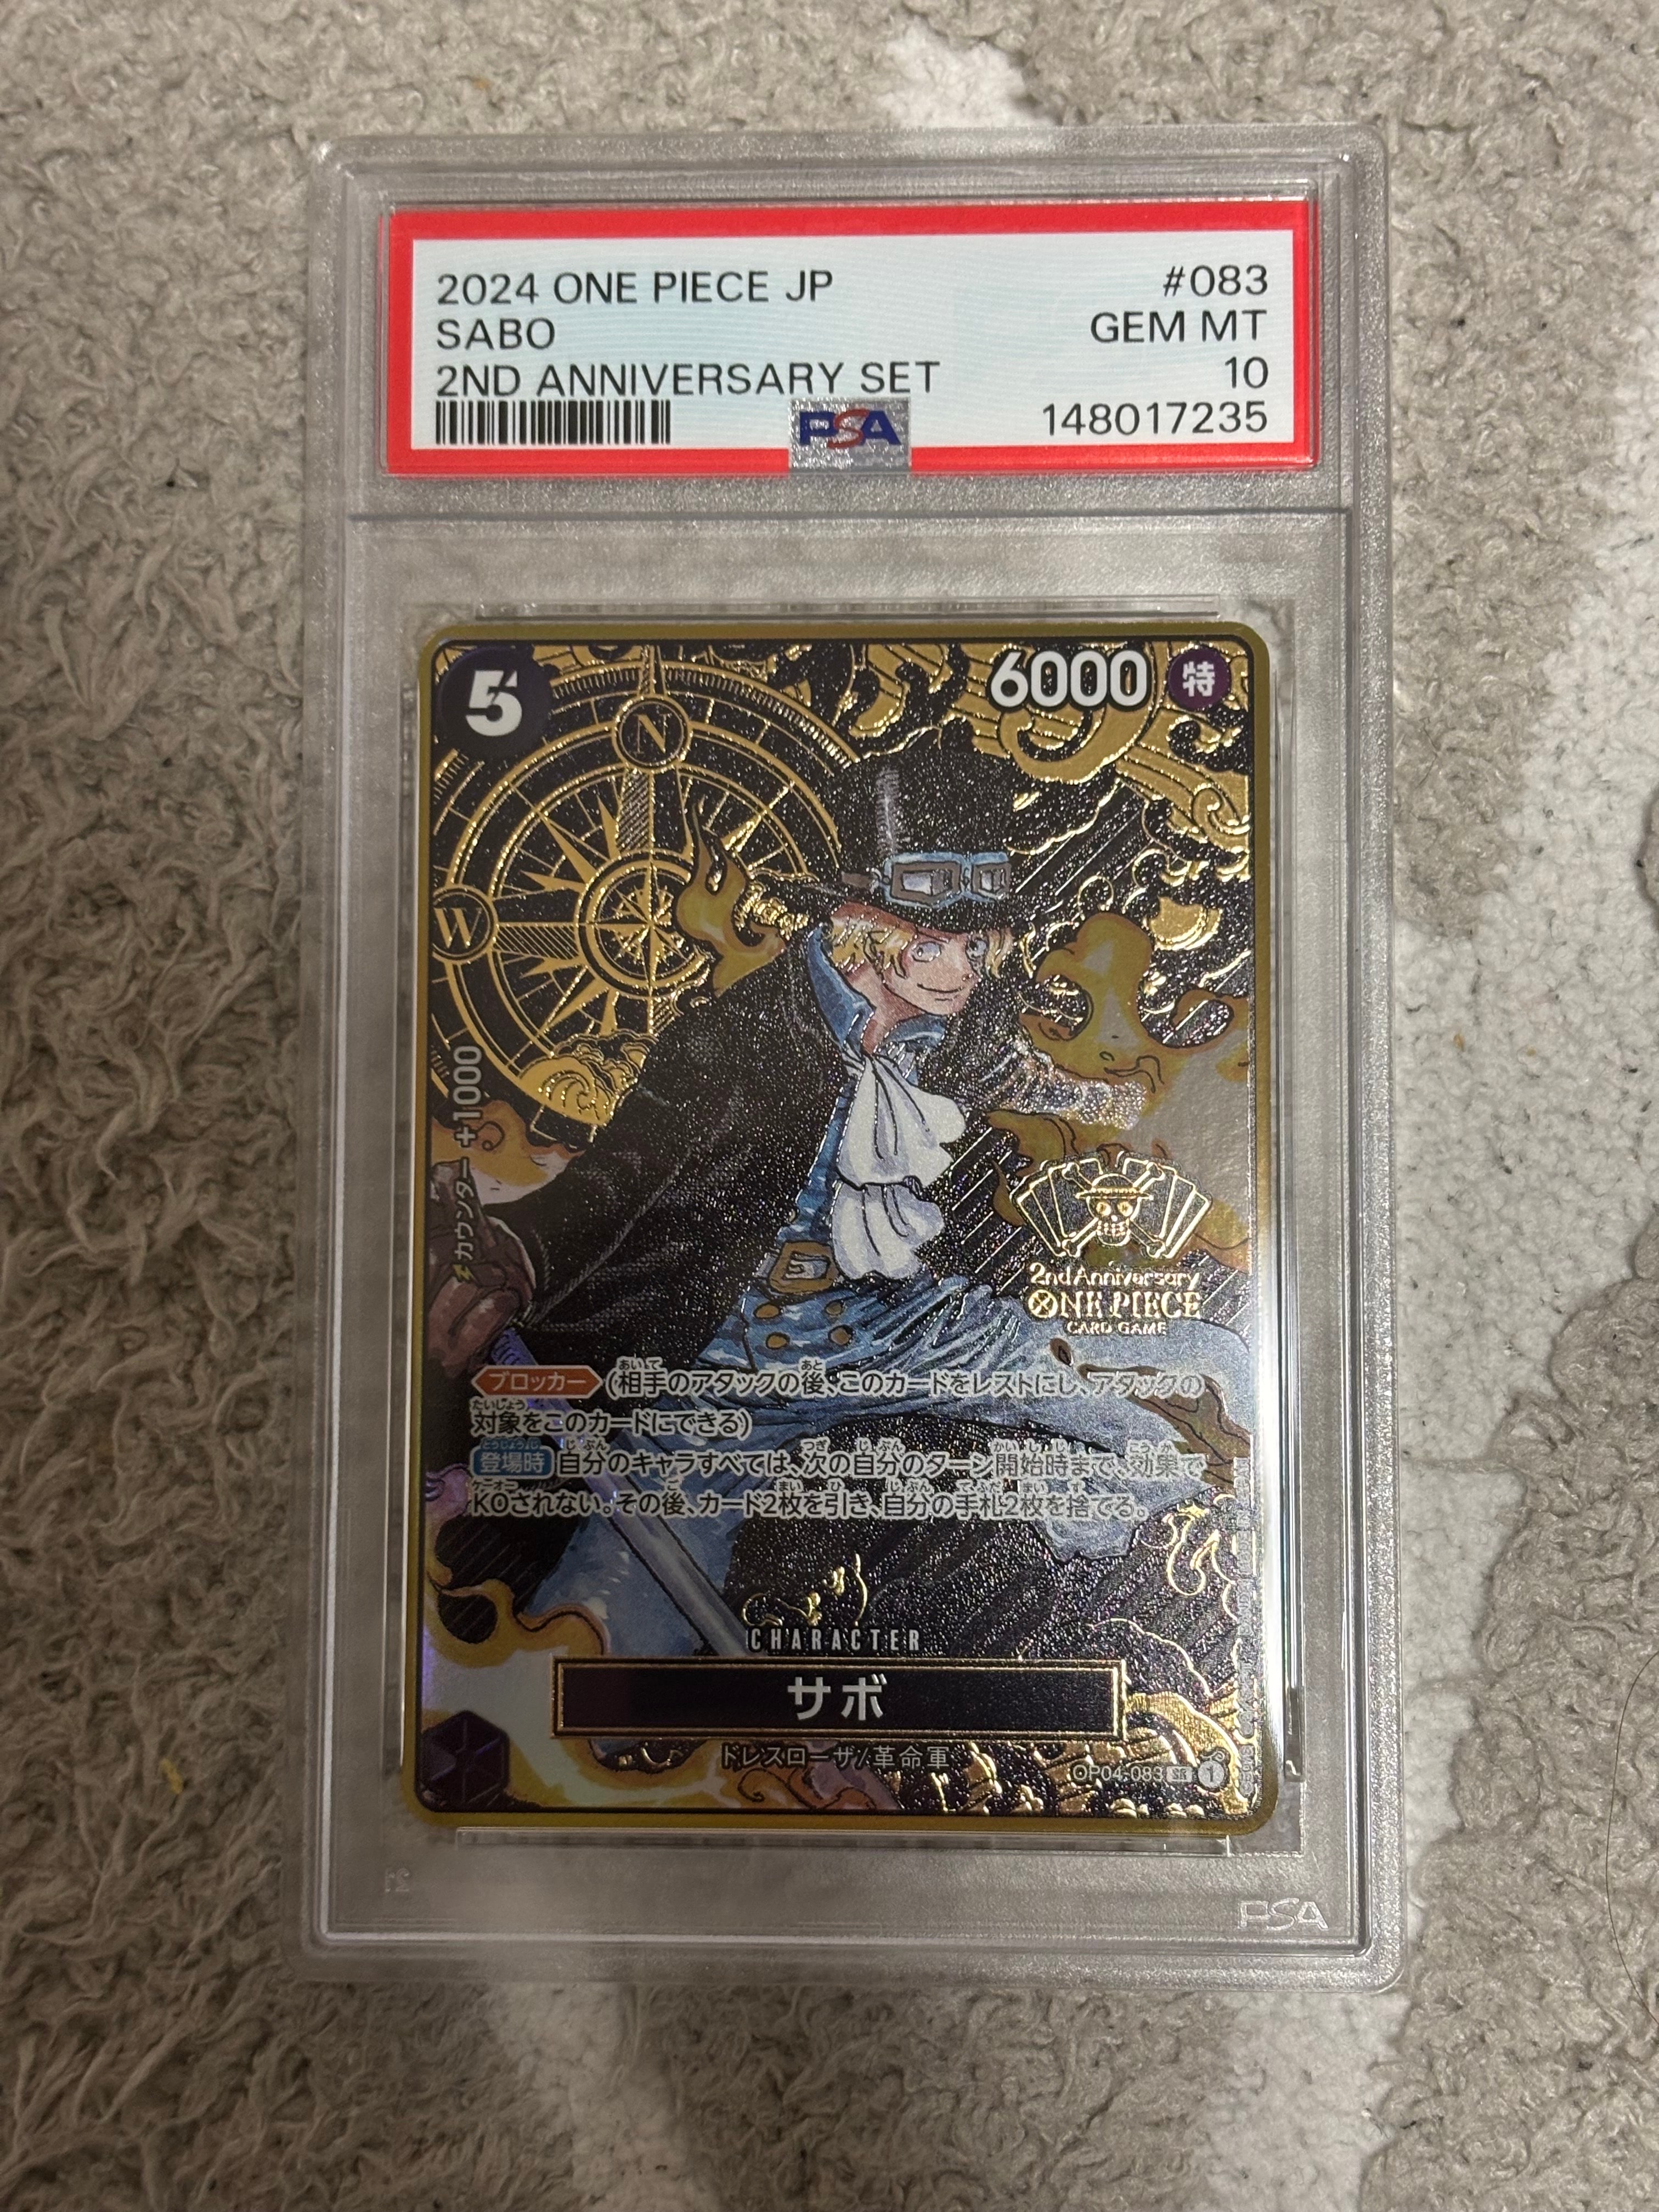 2024 ONE PIECE JP #083
SABO GEM MT
2ND ANNIVERSARY SET 10
PSA 148017235
5 6000 特
N
W
カウンター +1000
2nd Anniversary
ONE PIECE
CARD GAME
ブロッカー (相手のアタックの後、このカードをレストにし、アタックの
対象をこのカードにできる)
登場時 自分のキャラすべては、次の自分のターン開始時まで、効果で
KOされない。その後、カード2枚を引き、自分の手札2枚を捨てる。
CHARACTER
サボ
ドレスローザ/革命軍
OP04-083 SR 1
PSA